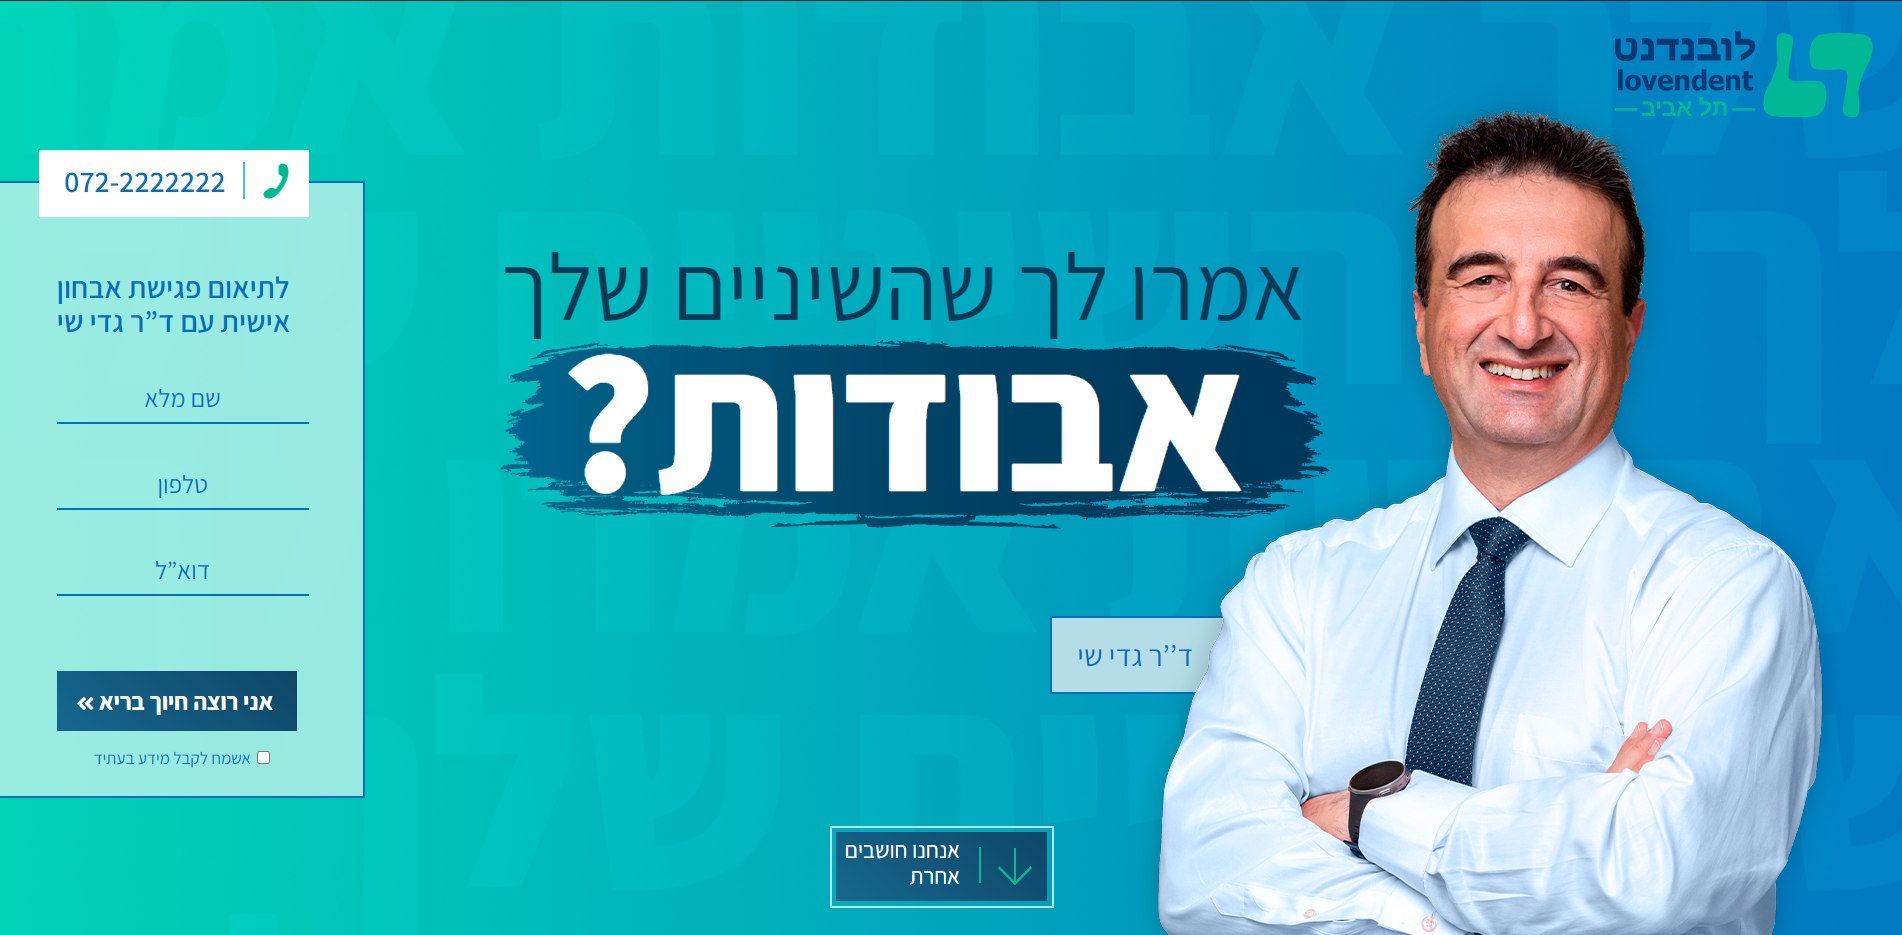 לובנדנט
lovendent
תל אביב
072-2222222
אמרו לך שהשיניים שלך
אבודות?
לתיאום פגישת אבחון
אישית עם ד”ר גדי שי
שם מלא
טלפון
דוא”ל
אני רוצה חיוך בריא »
אשמח לקבל מידע בעתיד
ד’’ר גדי שי
אנחנו חושבים
אחרת